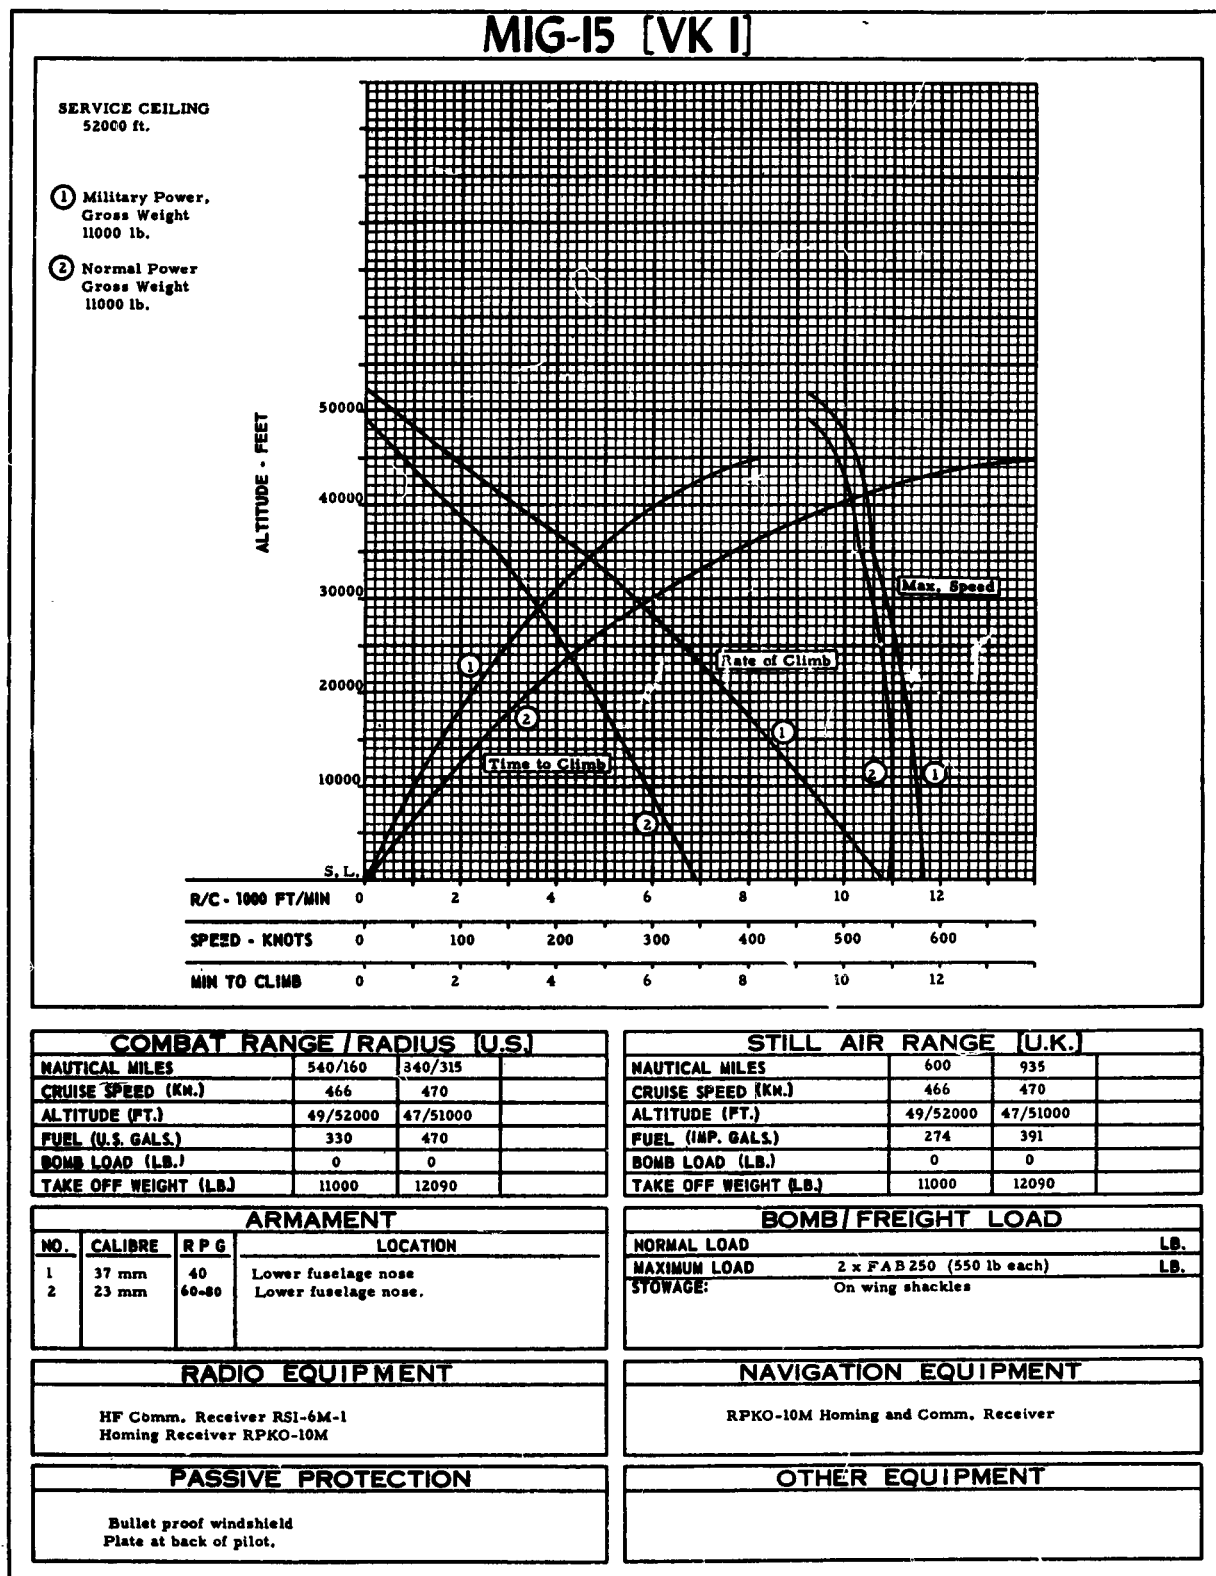 MIG-15 [VK 1]
SERVICE CEILING
52000 ft.
1 Military Power,
Gross Weight
11000 lb.
2 Normal Power
Gross Weight
11000 lb.
ALTITUDE - FEET
50000
40000
30000
20000
10000
S. L.
Max. Speed
Rate of Climb
Time to Climb
1
2
1
2
1
2
R/C - 1000 FT/MIN 0 2 4 6 8 10 12
SPEED - KNOTS 0 100 200 300 400 500 600
MIN TO CLIMB 0 2 4 6 8 10 12
COMBAT RANGE / RADIUS [U.S.]
NAUTICAL MILES 540/160 840/315
CRUISE SPEED (KN.) 466 470
ALTITUDE (FT.) 49/52000 47/51000
FUEL (U.S. GALS.) 330 470
BOMB LOAD (LB.) 0 0
TAKE OFF WEIGHT (LB.) 11000 12090
STILL AIR RANGE [U.K.]
NAUTICAL MILES 600 935
CRUISE SPEED (KN.) 466 470
ALTITUDE (FT.) 49/52000 47/51000
FUEL (IMP. GALS.) 274 391
BOMB LOAD (LB.) 0 0
TAKE OFF WEIGHT (LB.) 11000 12090
ARMAMENT
NO. CALIBRE R P G LOCATION
1 37 mm 40 Lower fuselage nose
2 23 mm 60-80 Lower fuselage nose.
BOMB / FREIGHT LOAD
NORMAL LOAD LB.
MAXIMUM LOAD 2 x FAB 250 (550 lb each) LB.
STOWAGE: On wing shackles
RADIO EQUIPMENT
HF Comm. Receiver RSI-6M-1
Homing Receiver RPKO-10M
NAVIGATION EQUIPMENT
RPKO-10M Homing and Comm. Receiver
PASSIVE PROTECTION
Bullet proof windshield
Plate at back of pilot.
OTHER EQUIPMENT